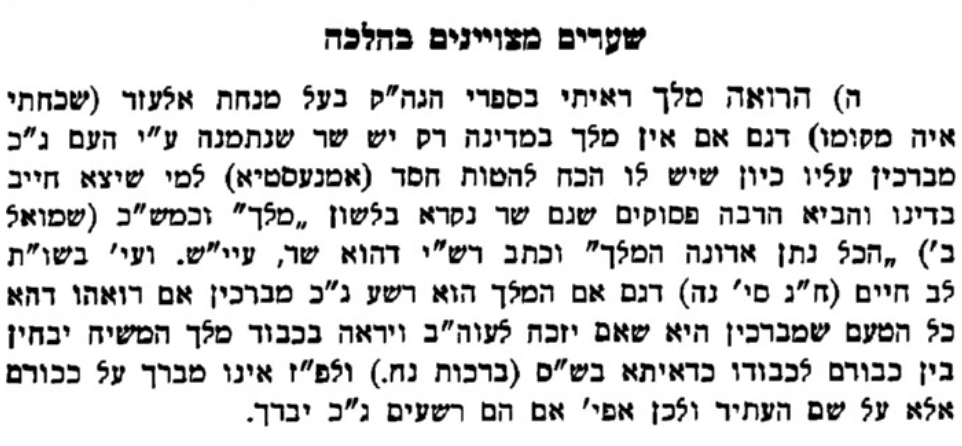 שערים מצויינים בהלכה
ה) הרואה מלך ראיתי בספרי הגה"ק בעל מנחת אלעזר (שכחתי
איה מקומו) דגם אם אין מלך במדינה רק יש שר שנתמנה ע"י העם ג"כ
מברכין עליו כיון שיש לו הכח להטות חסד (אמנעסטיא) למי שיצא חייב
בדינו והביא הרבה פסוקים שגם שר נקרא בלשון „מלך" וכמש"כ (שמואל
ב') „הכל נתן ארונה המלך" וכתב רש"י דהוא שר, עיי"ש. ועי' בשו"ת
לב חיים (ח"ג סי' נה) דגם אם המלך הוא רשע ג"כ מברכין אם רואהו דהא
כל הטעם שמברכין היא שאם יזכה לעוה"ב ויראה בכבוד מלך המשיח יבחין
בין כבודם לכבודו כדאיתא בש"ס (ברכות נח.) ולפ"ז אינו מברך על כבודם
אלא על שם העתיד ולכן אפי' אם הם רשעים ג"כ יברך.